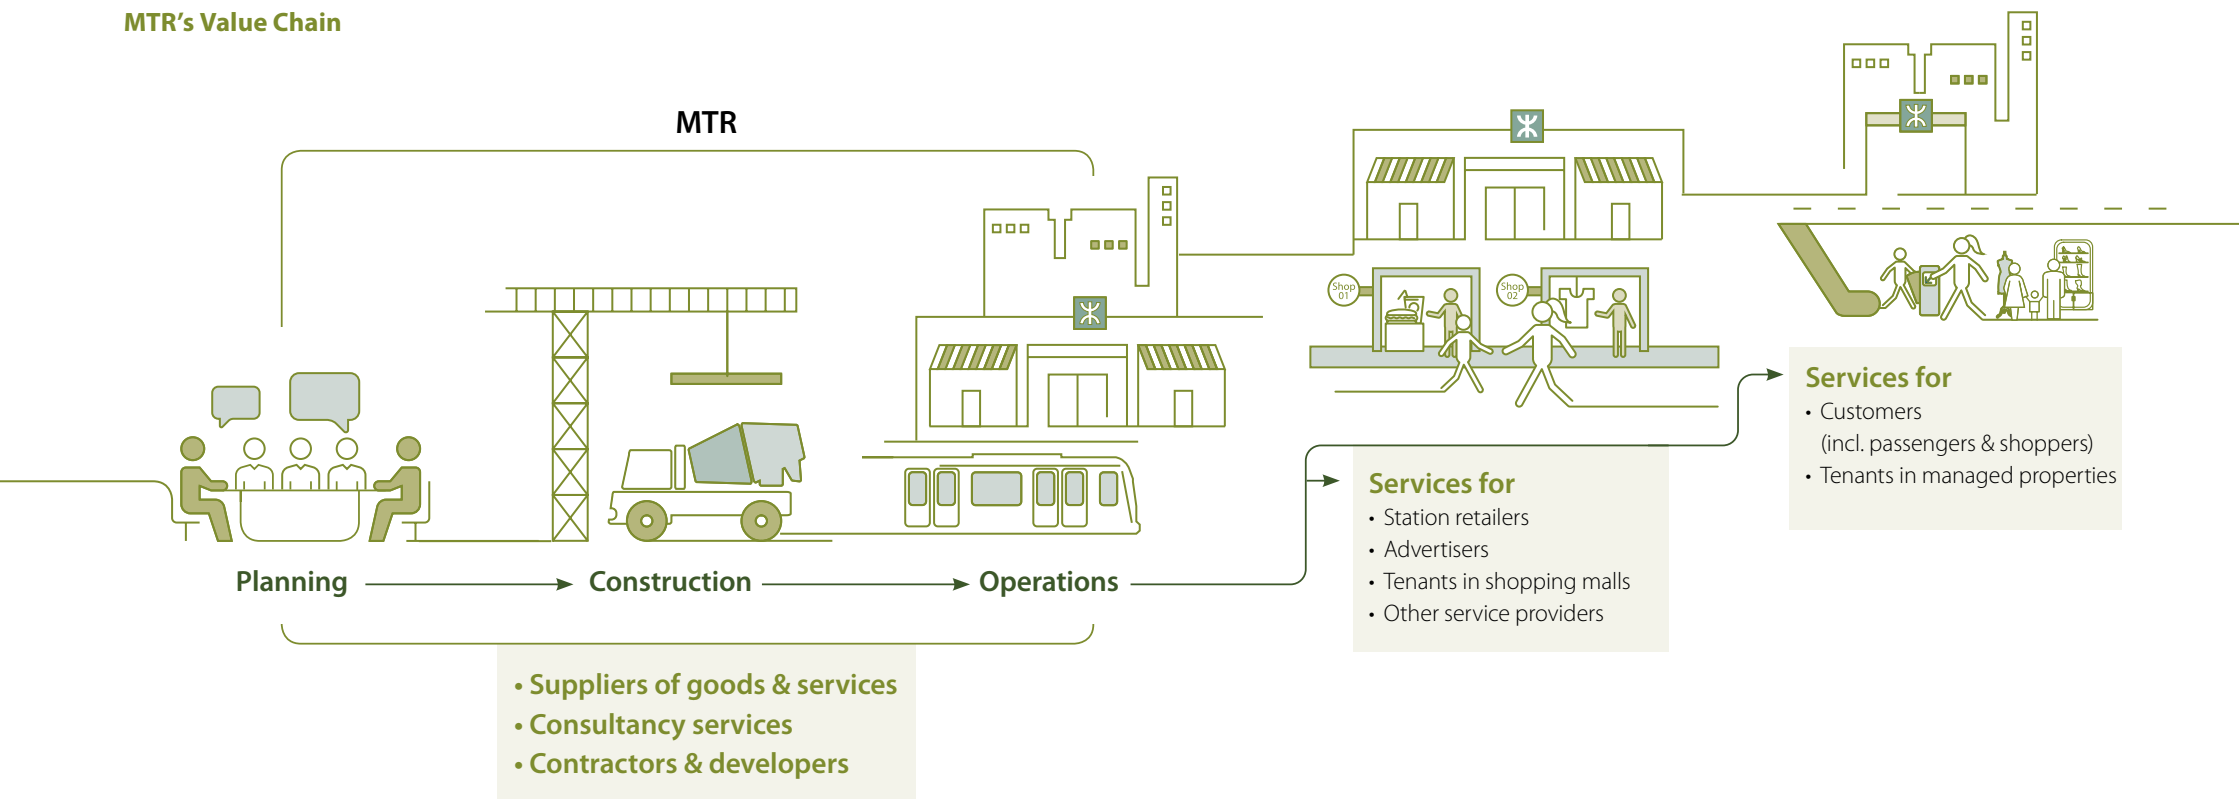 MTR’s Value Chain
MTR
Shop
01
Shop
02
Planning
Construction
Operations
• Suppliers of goods & services
• Consultancy services
• Contractors & developers
Services for
• Station retailers
• Advertisers
• Tenants in shopping malls
• Other service providers
Services for
• Customers
(incl. passengers & shoppers)
• Tenants in managed properties